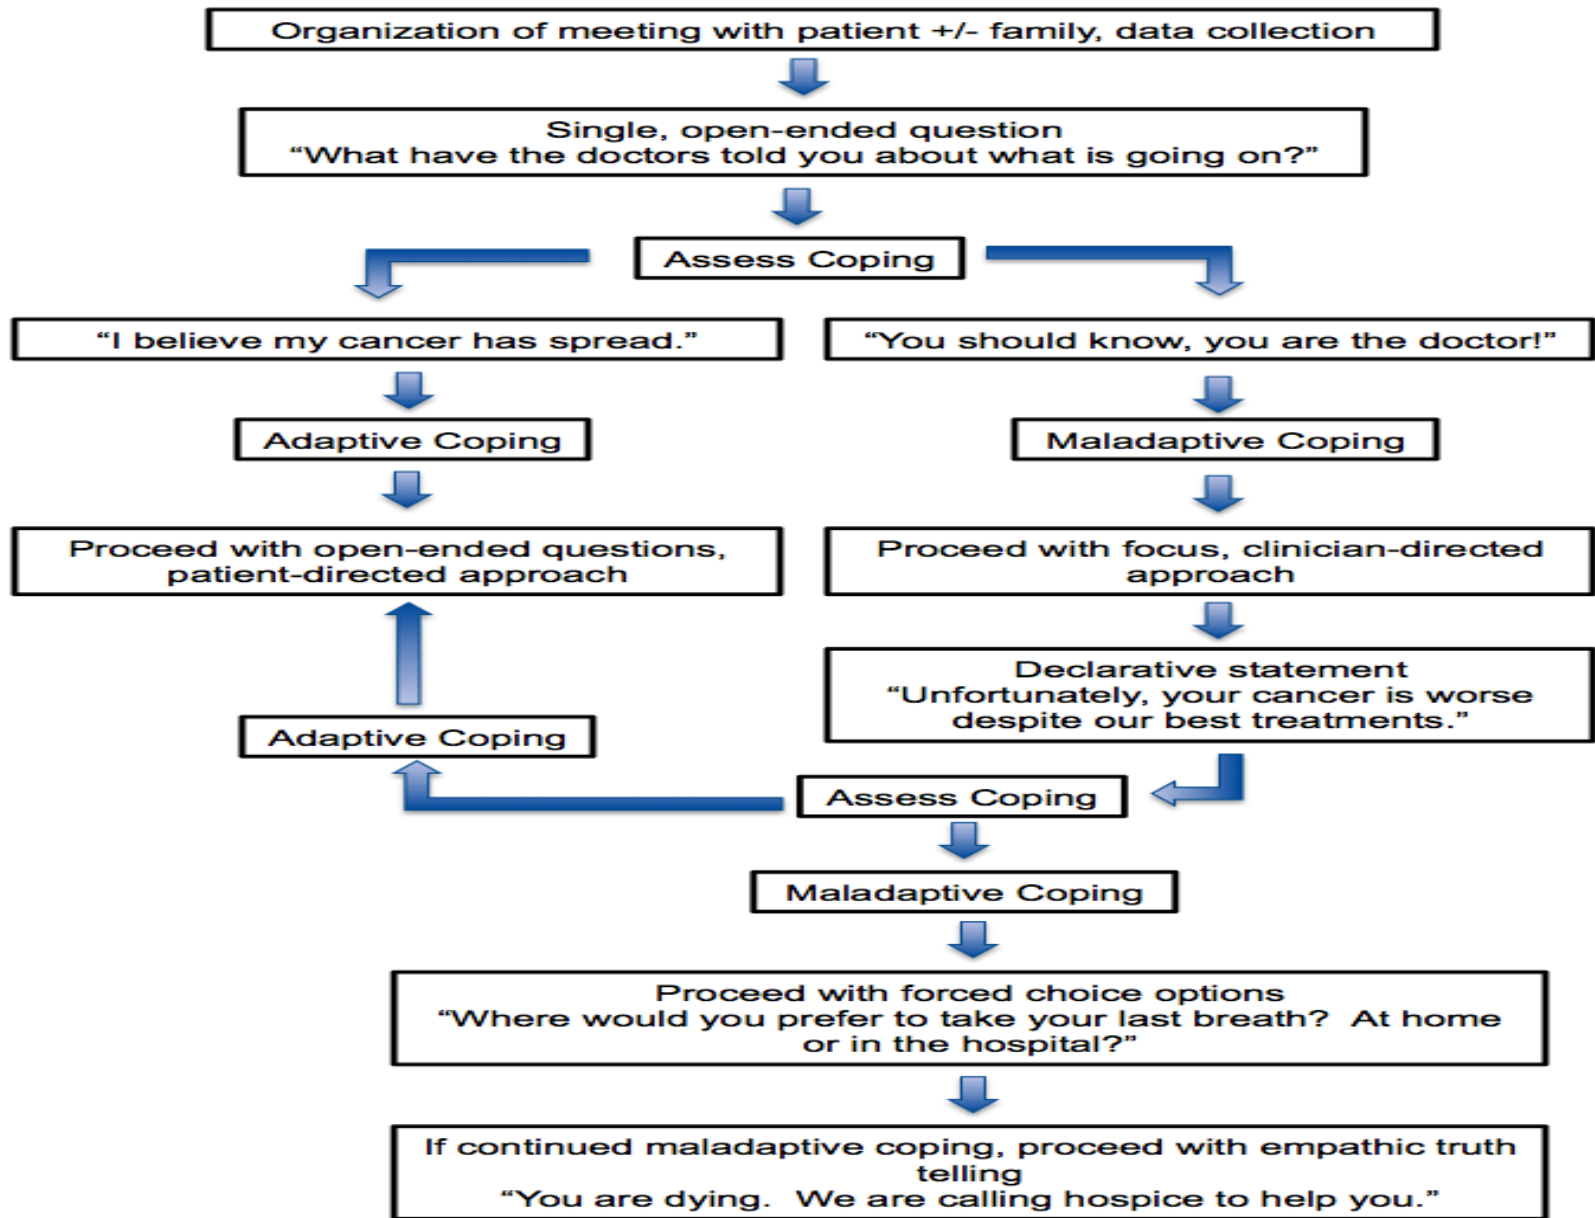 Organization of meeting with patient +/- family, data collection
Single, open-ended question
“What have the doctors told you about what is going on?”
Assess Coping
“I believe my cancer has spread.”
“You should know, you are the doctor!”
Adaptive Coping
Maladaptive Coping
Proceed with open-ended questions,
patient-directed approach
Proceed with focus, clinician-directed
approach
Declarative statement
“Unfortunately, your cancer is worse
despite our best treatments.”
Adaptive Coping
Assess Coping
Maladaptive Coping
Proceed with forced choice options
“Where would you prefer to take your last breath?  At home
or in the hospital?”
If continued maladaptive coping, proceed with empathic truth
telling
“You are dying.  We are calling hospice to help you.”